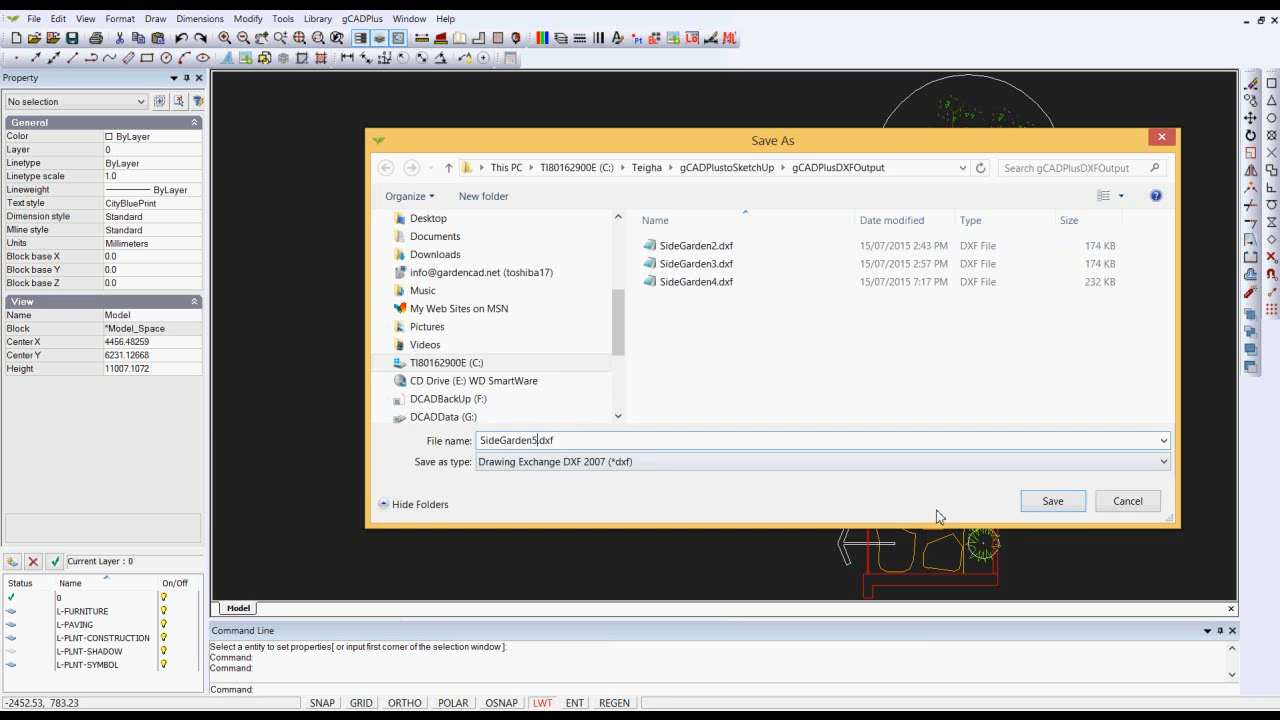 File Edit View Format Draw Dimensions Modify Tools Library gCADPlus Window Help
Property
No selection
General
Color ByLayer
Layer 0
Linetype ByLayer
Linetype scale 1.0
Lineweight ByLayer
Text style CityBluePrint
Dimension style Standard
Mline style Standard
Units Millimeters
Block base X 0.0
Block base Y 0.0
Block base Z 0.0
View
Name Model
Block *Model_Space
Center X 4456.48259
Center Y 6231.12668
Height 11007.1072
Current Layer : 0
Status Name On/Off
0
L-FURNITURE
L-PAVING
L-PLNT-CONSTRUCTION
L-PLNT-SHADOW
L-PLNT-SYMBOL
Save As
This PC TI80162900E (C:) Teigha gCADPlustoSketchUp gCADPlusDXFOutput
Search gCADPlusDXFOutput
Organize New folder
Desktop
Documents
Downloads
info@gardencad.net (toshiba17)
Music
My Web Sites on MSN
Pictures
Videos
TI80162900E (C:)
CD Drive (E:) WD SmartWare
DCADBackUp (F:)
DCADData (G:)
Name Date modified Type Size
SideGarden2.dxf 15/07/2015 2:43 PM DXF File 174 KB
SideGarden3.dxf 15/07/2015 2:57 PM DXF File 174 KB
SideGarden4.dxf 15/07/2015 7:17 PM DXF File 232 KB
File name: SideGarden5.dxf
Save as type: Drawing Exchange DXF 2007 (*dxf)
Hide Folders
Save Cancel
Model
Command Line
Select a entity to set properties[ or input first corner of the selection window ]:
Command:
Command:
Command:
-2452.53, 783.23
SNAP GRID ORTHO POLAR OSNAP LWT ENT REGEN